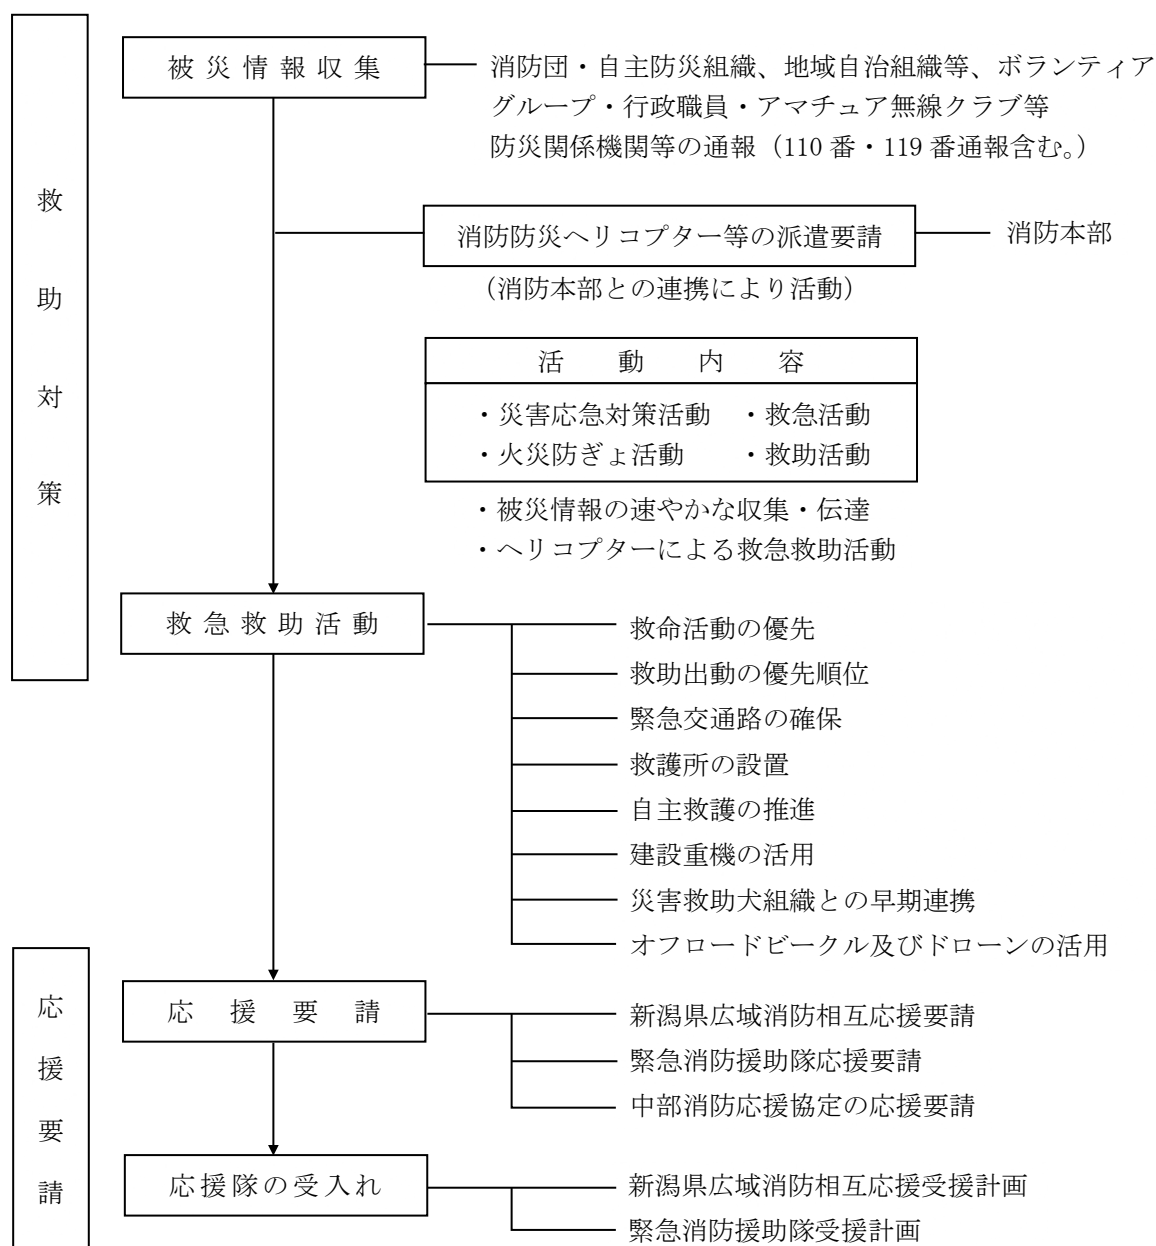 救助対策
被災情報収集
消防団・自主防災組織、地域自治組織等、ボランティア
グループ・行政職員・アマチュア無線クラブ等
防災関係機関等の通報（110 番・119 番通報含む。）
消防防災ヘリコプター等の派遣要請
消防本部
（消防本部との連携により活動）
活動内容
・災害応急対策活動 ・救急活動
・火災防ぎょ活動 ・救助活動
・被災情報の速やかな収集・伝達
・ヘリコプターによる救急救助活動
救急救助活動
救命活動の優先
救助出動の優先順位
緊急交通路の確保
救護所の設置
自主救護の推進
建設重機の活用
災害救助犬組織との早期連携
オフロードビークル及びドローンの活用
応援要請
応援要請
新潟県広域消防相互応援要請
緊急消防援助隊応援要請
中部消防応援協定の応援要請
応援隊の受入れ
新潟県広域消防相互応援受援計画
緊急消防援助隊受援計画